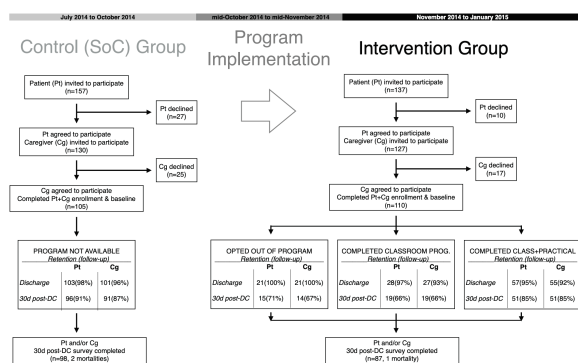 July 2014 to October 2014
mid-October 2014 to mid-November 2014
November 2014 to January 2015
Control (SoC) Group
Program
Implementation
Intervention Group
Patient (Pt) invited to participate
(n=157)
Pt declined
(n=27)
Pt agreed to participate
Caregiver (Cg) invited to participate
(n=130)
Cg declined
(n=25)
Cg agreed to participate
Completed Pt+Cg enrollment & baseline
(n=105)
PROGRAM NOT AVAILABLE
Retention (follow-up)
Pt Cg
Discharge 103(98%) 101(96%)
30d post-DC 96(91%) 91(87%)
Pt and/or Cg
30d post-DC survey completed
(n=98, 2 mortalities)
Patient (Pt) invited to participate
(n=137)
Pt declined
(n=10)
Pt agreed to participate
Caregiver (Cg) invited to participate
(n=127)
Cg declined
(n=17)
Cg agreed to participate
Completed Pt+Cg enrollment & baseline
(n=110)
OPTED OUT OF PROGRAM
Retention (follow-up)
Pt Cg
Discharge 21(100%) 21(100%)
30d post-DC 15(71%) 14(67%)
COMPLETED CLASSROOM PROG.
Retention (follow-up)
Pt Cg
Discharge 28(97%) 27(93%)
30d post-DC 19(66%) 19(66%)
COMPLETED CLASS+PRACTICAL
Retention (follow-up)
Pt Cg
Discharge 57(95%) 55(92%)
30d post-DC 51(85%) 51(85%)
Pt and/or Cg
30d post-DC survey completed
(n=87, 1 mortality)